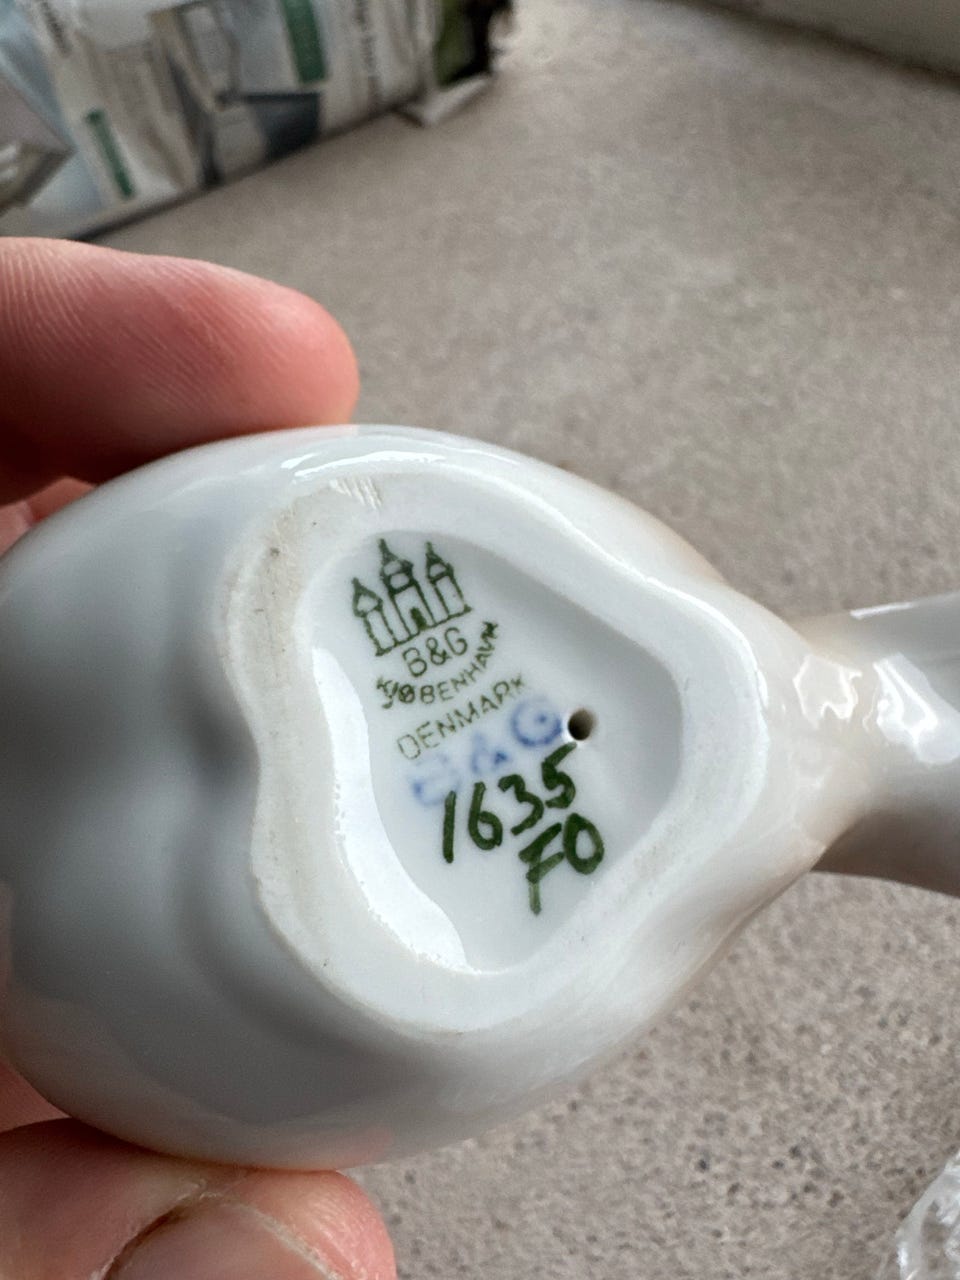 B&G
KØBENHAVN
DENMARK
B&G
1635
FO